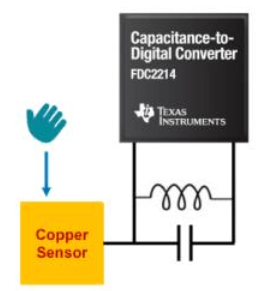 Capacitance-to-
Digital Converter
FDC2214
TEXAS
INSTRUMENTS
Copper
Sensor